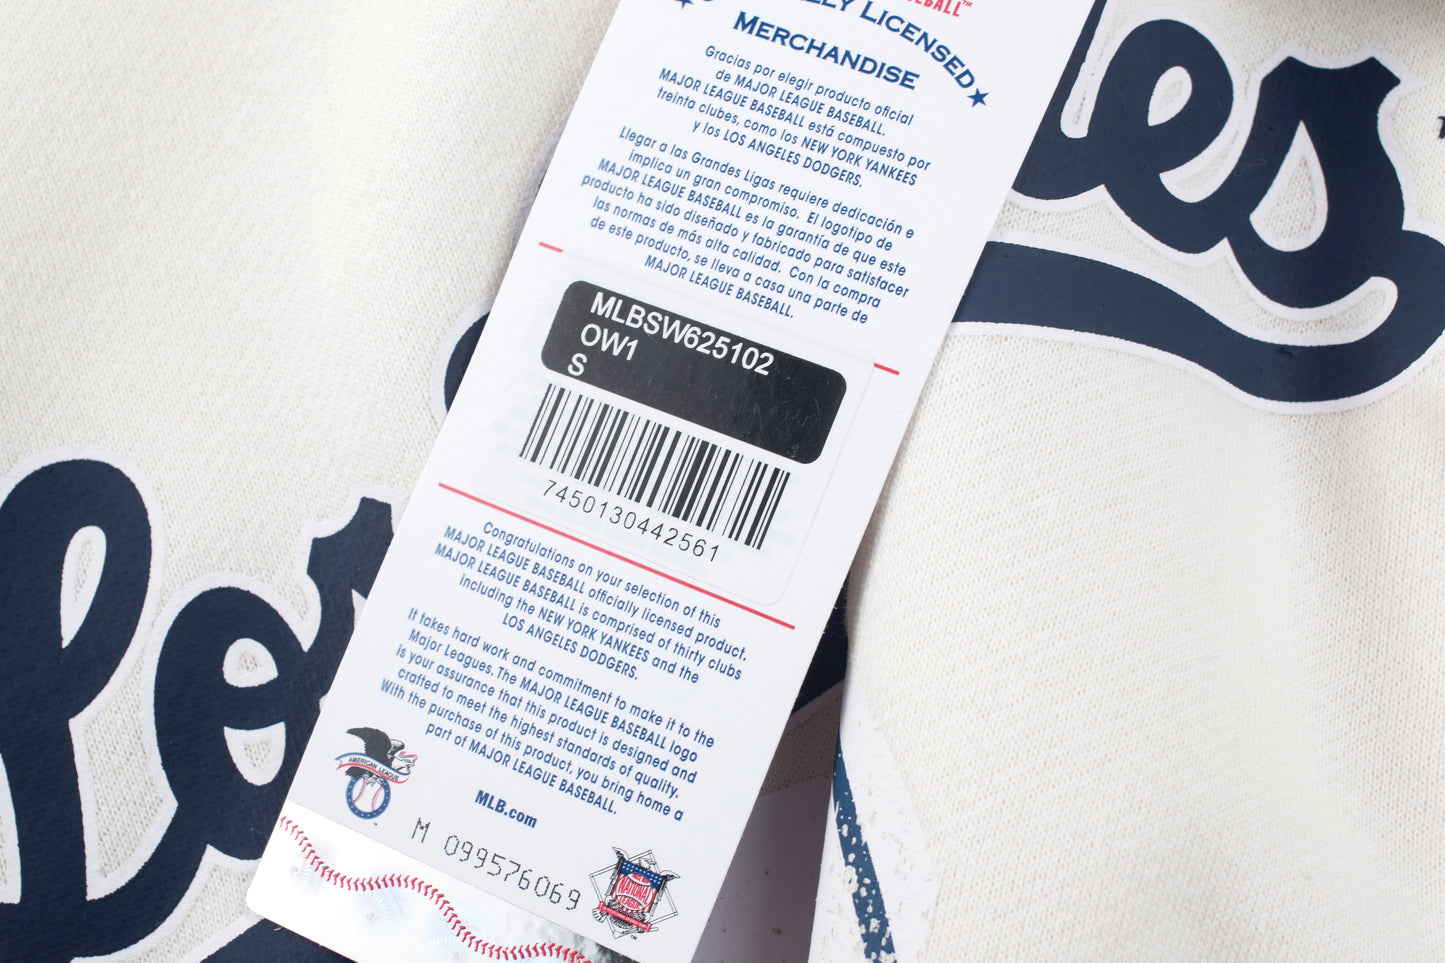 BASEBALL™
LICENSED
MERCHANDISE
Gracias por elegir producto oficial
de MAJOR LEAGUE BASEBALL.
MAJOR LEAGUE BASEBALL está compuesto por
treinta clubes, como los NEW YORK YANKEES
y los LOS ANGELES DODGERS.
Llegar a las Grandes Ligas requiere dedicación e
implica un gran compromiso. El logotipo de
MAJOR LEAGUE BASEBALL es la garantía de que este
producto ha sido diseñado y fabricado para satisfacer
las normas de más alta calidad. Con la compra
de este producto, se lleva a casa una parte de
MAJOR LEAGUE BASEBALL.
MLBSW625102
OW1
S
7450130442561
Congratulations on your selection of this
MAJOR LEAGUE BASEBALL officially licensed product.
MAJOR LEAGUE BASEBALL is comprised of thirty clubs
including the NEW YORK YANKEES and the
LOS ANGELES DODGERS.
It takes hard work and commitment to make it to the
Major Leagues. The MAJOR LEAGUE BASEBALL logo
is your assurance that this product is designed and
crafted to meet the highest standards of quality.
With the purchase of this product, you bring home a
part of MAJOR LEAGUE BASEBALL.
AMERICAN LEAGUE
MLB.com
M 099576069
NATIONAL
LEAGUE
les